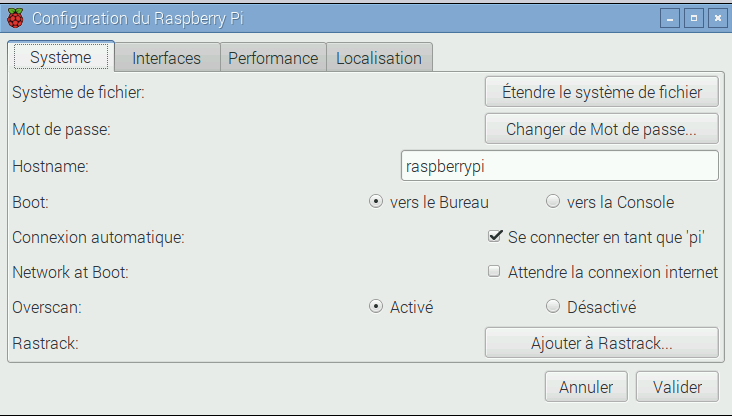 Configuration du Raspberry Pi
Système Interfaces Performance Localisation
Système de fichier: Étendre le système de fichier
Mot de passe: Changer de Mot de passe...
Hostname: raspberrypi
Boot: vers le Bureau vers la Console
Connexion automatique: Se connecter en tant que 'pi'
Network at Boot: Attendre la connexion internet
Overscan: Activé Désactivé
Rastrack: Ajouter à Rastrack...
Annuler Valider